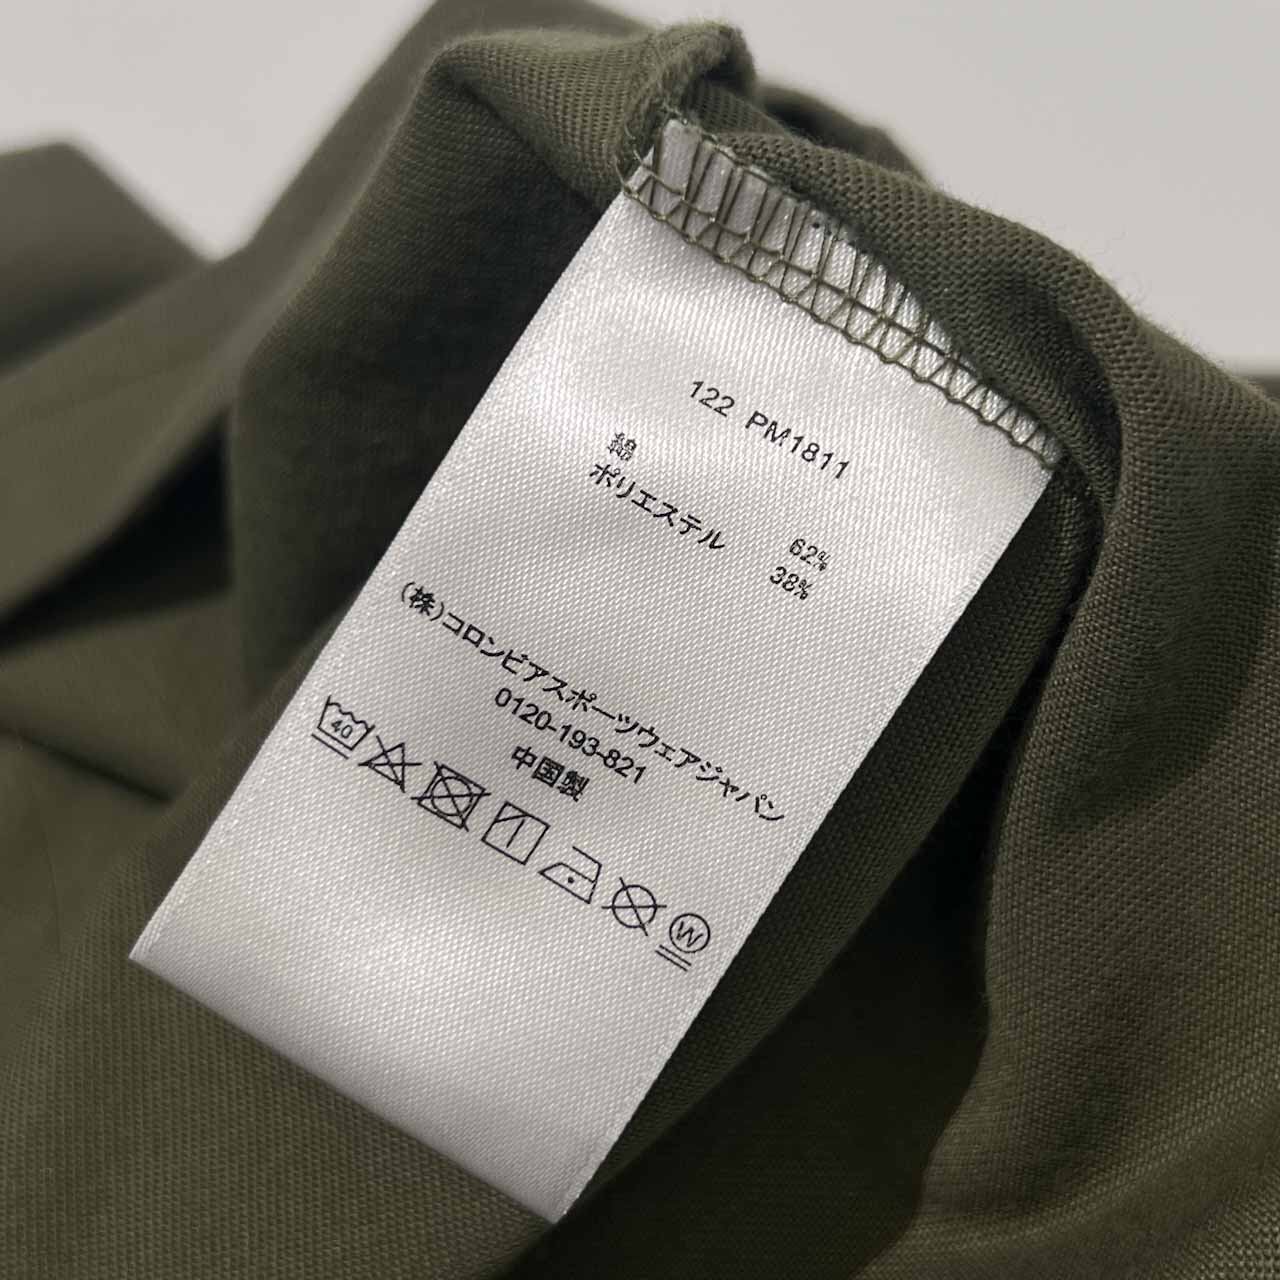 122 PM1811
綿 62%
ポリエステル 38%
(株)コロンビアスポーツウェアジャパン
0120-193-821
中国製
40
W